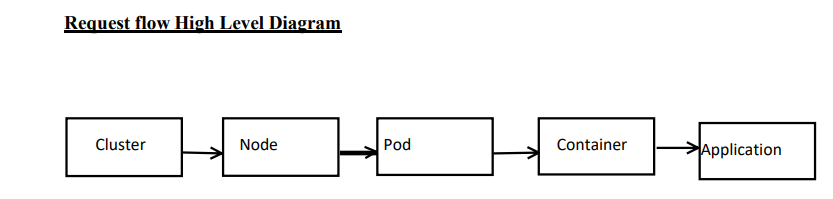 Request flow High Level Diagram
Cluster Node Pod Container Application